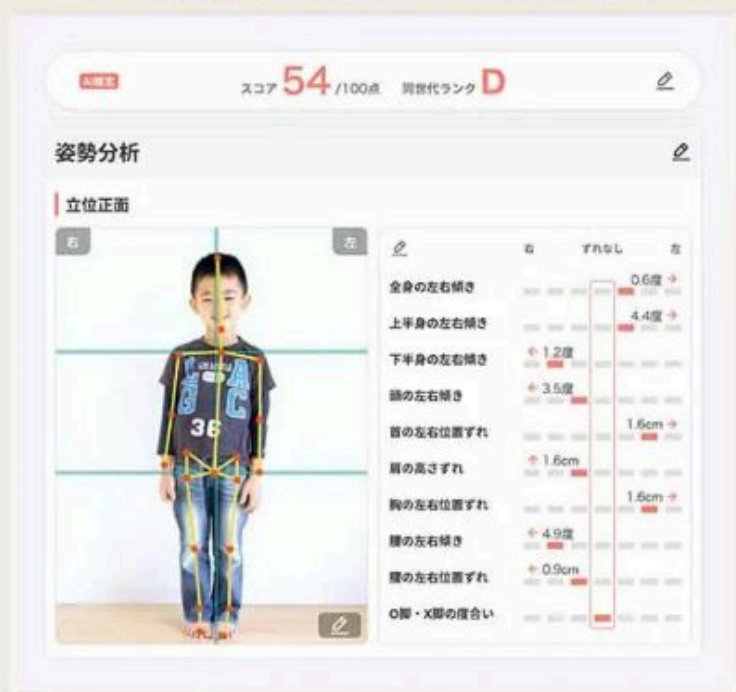 AI推定 スコア 54 /100点 同世代ランク D
姿勢分析
立位正面
右 左
右 ずれなし 左
全身の左右傾き 0.6度 →
上半身の左右傾き 4.4度 →
下半身の左右傾き ← 1.2度
頭の左右傾き ← 3.5度
首の左右位置ずれ 1.6cm →
肩の高さずれ ↑ 1.6cm
胸の左右位置ずれ 1.6cm →
腰の左右傾き ← 4.9度
腰の左右位置ずれ ← 0.9cm
O脚・X脚の度合い
AC
G C
36